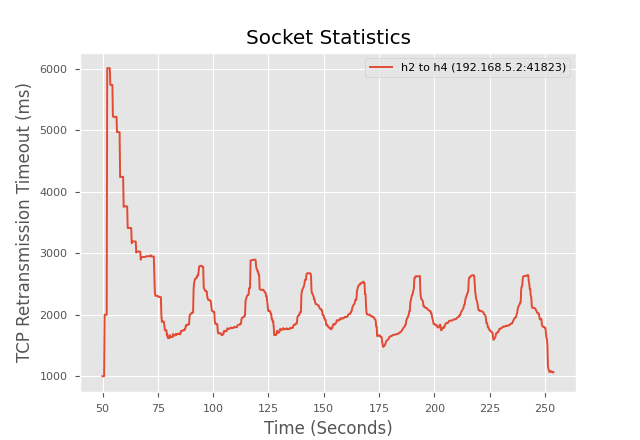 Socket Statistics
h2 to h4 (192.168.5.2:41823)
TCP Retransmission Timeout (ms)
6000
5000
4000
3000
2000
1000
50 75 100 125 150 175 200 225 250
Time (Seconds)